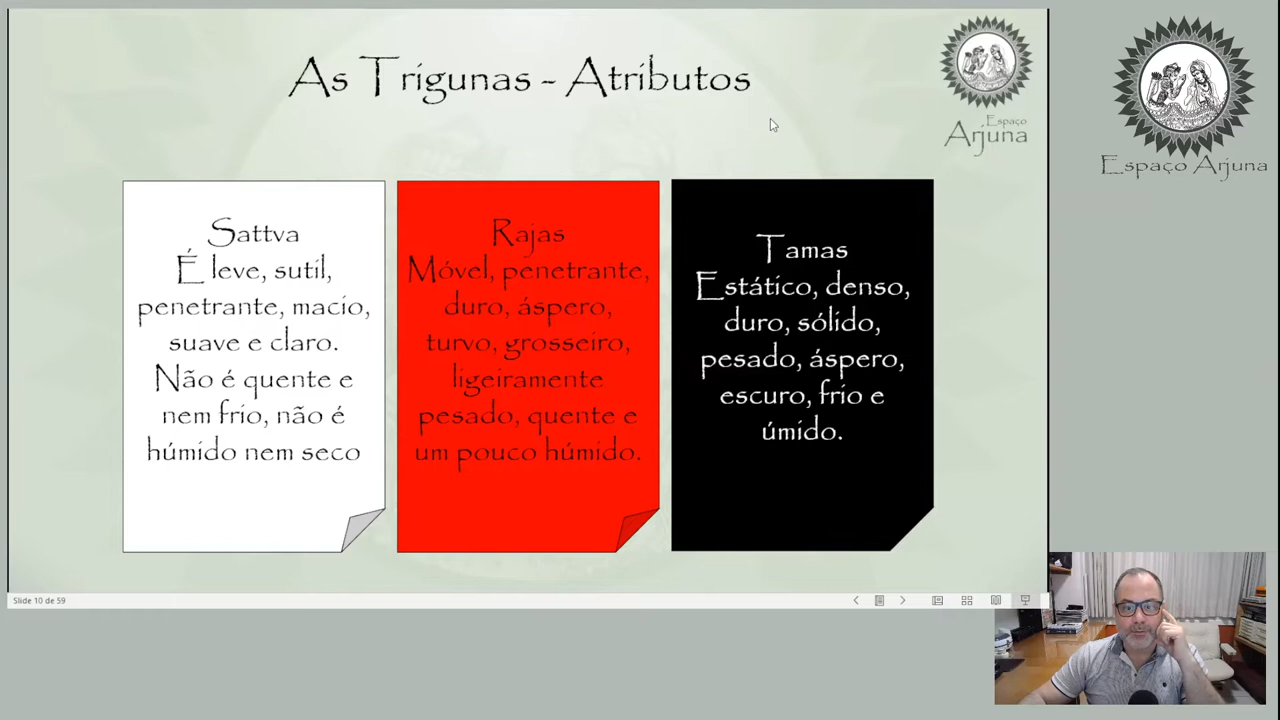 As Trigunas - Atributos
Espaço
Arjuna
Espaço Arjuna
Sattva
É leve, sutil,
penetrante, macio,
suave e claro.
Não é quente e
nem frio, não é
húmido nem seco
Rajas
Móvel, penetrante,
duro, áspero,
turvo, grosseiro,
ligeiramente
pesado, quente e
um pouco húmido.
Tamas
Estático, denso,
duro, sólido,
pesado, áspero,
escuro, frio e
úmido.
Slide 10 de 59